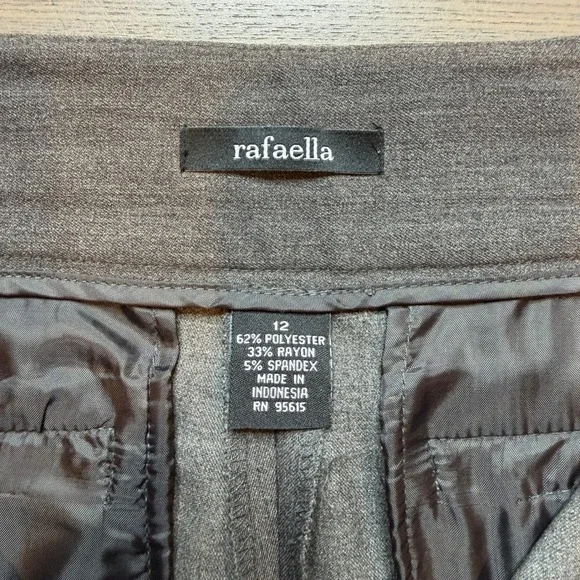 rafaella
12
62% POLYESTER
33% RAYON
5% SPANDEX
MADE IN
INDONESIA
RN 95615